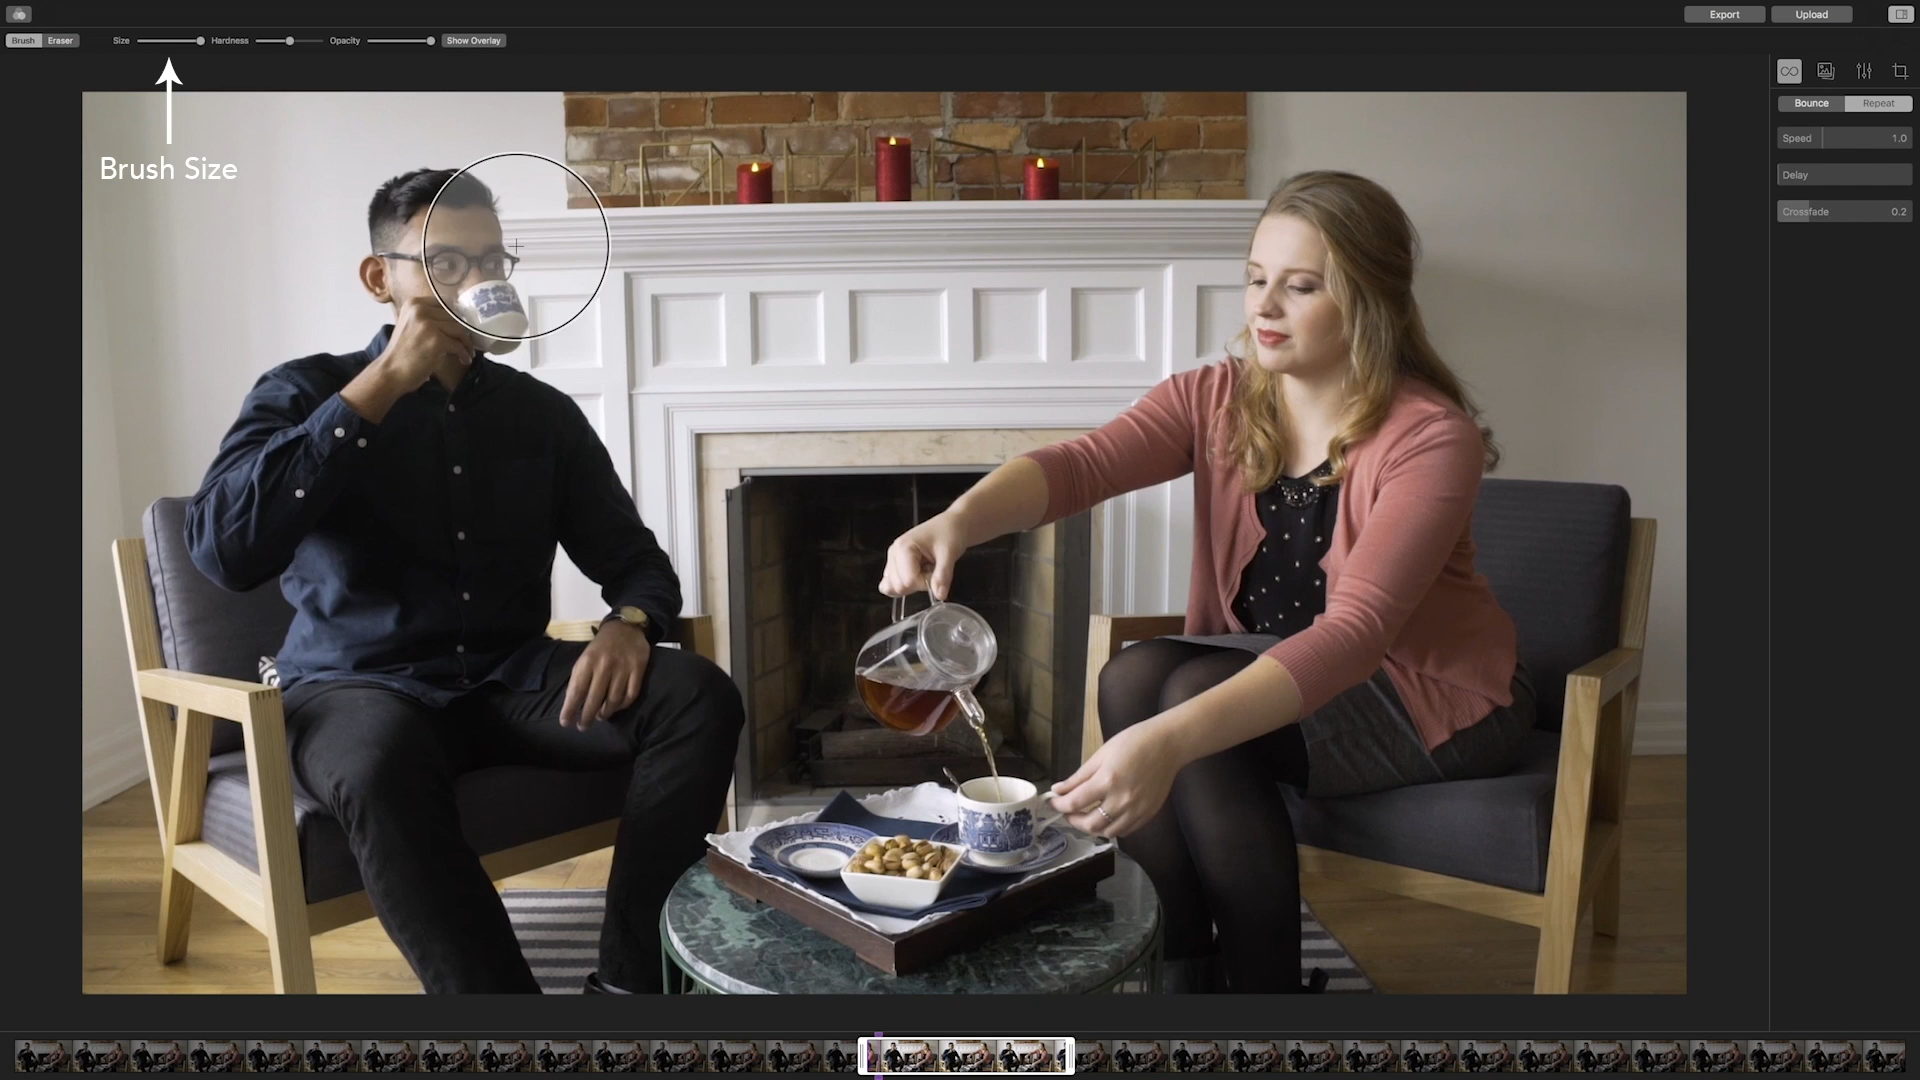 Export Upload
Brush Eraser Size Hardness Opacity Show Overlay
Brush Size
Bounce Repeat
Speed 1.0
Delay
Crossfade 0.2